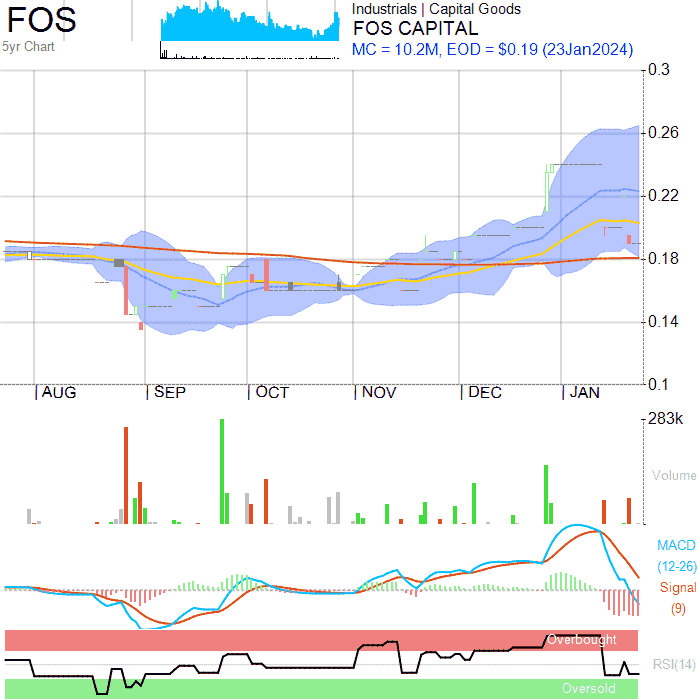 FOS
5yr Chart
Industrials | Capital Goods
FOS CAPITAL
MC = 10.2M, EOD = $0.19 (23Jan2024)
0.3
0.26
0.22
0.18
0.14
0.1
|AUG |SEP |OCT |NOV |DEC |JAN
283k
Volume
MACD
(12-26)
Signal
(9)
Overbought
RSI(14)
Oversold